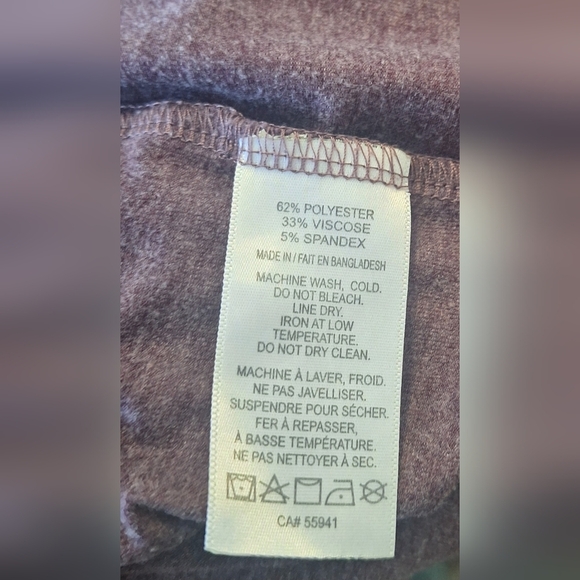 62% POLYESTER
33% VISCOSE
5% SPANDEX
MADE IN / FAIT EN BANGLADESH
MACHINE WASH, COLD.
DO NOT BLEACH.
LINE DRY.
IRON AT LOW
TEMPERATURE.
DO NOT DRY CLEAN.
MACHINE À LAVER, FROID.
NE PAS JAVELLISER.
SUSPENDRE POUR SÉCHER.
FER À REPASSER,
À BASSE TEMPÉRATURE.
NE PAS NETTOYER À SEC.
CA# 55941